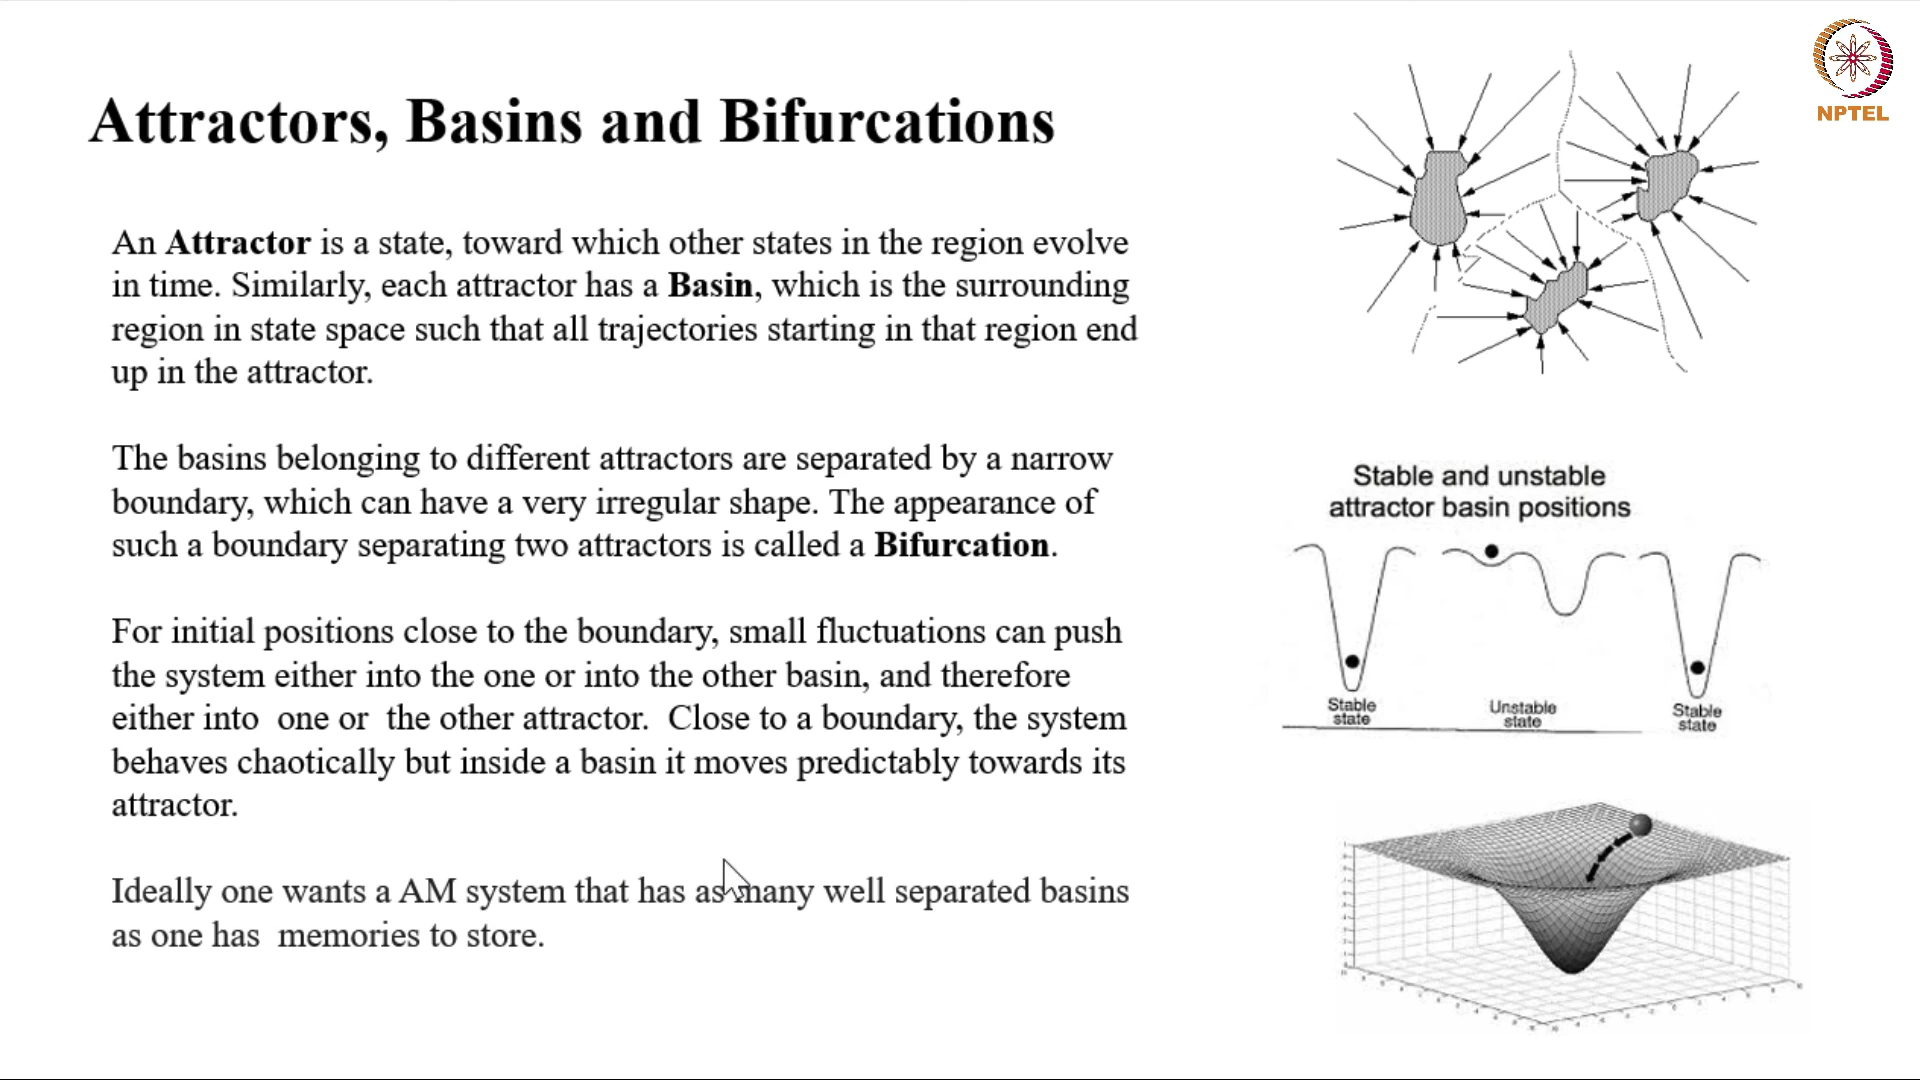 Attractors, Basins and Bifurcations
NPTEL
An Attractor is a state, toward which other states in the region evolve
in time. Similarly, each attractor has a Basin, which is the surrounding
region in state space such that all trajectories starting in that region end
up in the attractor.
The basins belonging to different attractors are separated by a narrow
boundary, which can have a very irregular shape. The appearance of
such a boundary separating two attractors is called a Bifurcation.
For initial positions close to the boundary, small fluctuations can push
the system either into the one or into the other basin, and therefore
either into one or the other attractor. Close to a boundary, the system
behaves chaotically but inside a basin it moves predictably towards its
attractor.
Ideally one wants a AM system that has as many well separated basins
as one has memories to store.
Stable and unstable
attractor basin positions
Stable
state
Unstable
state
Stable
state